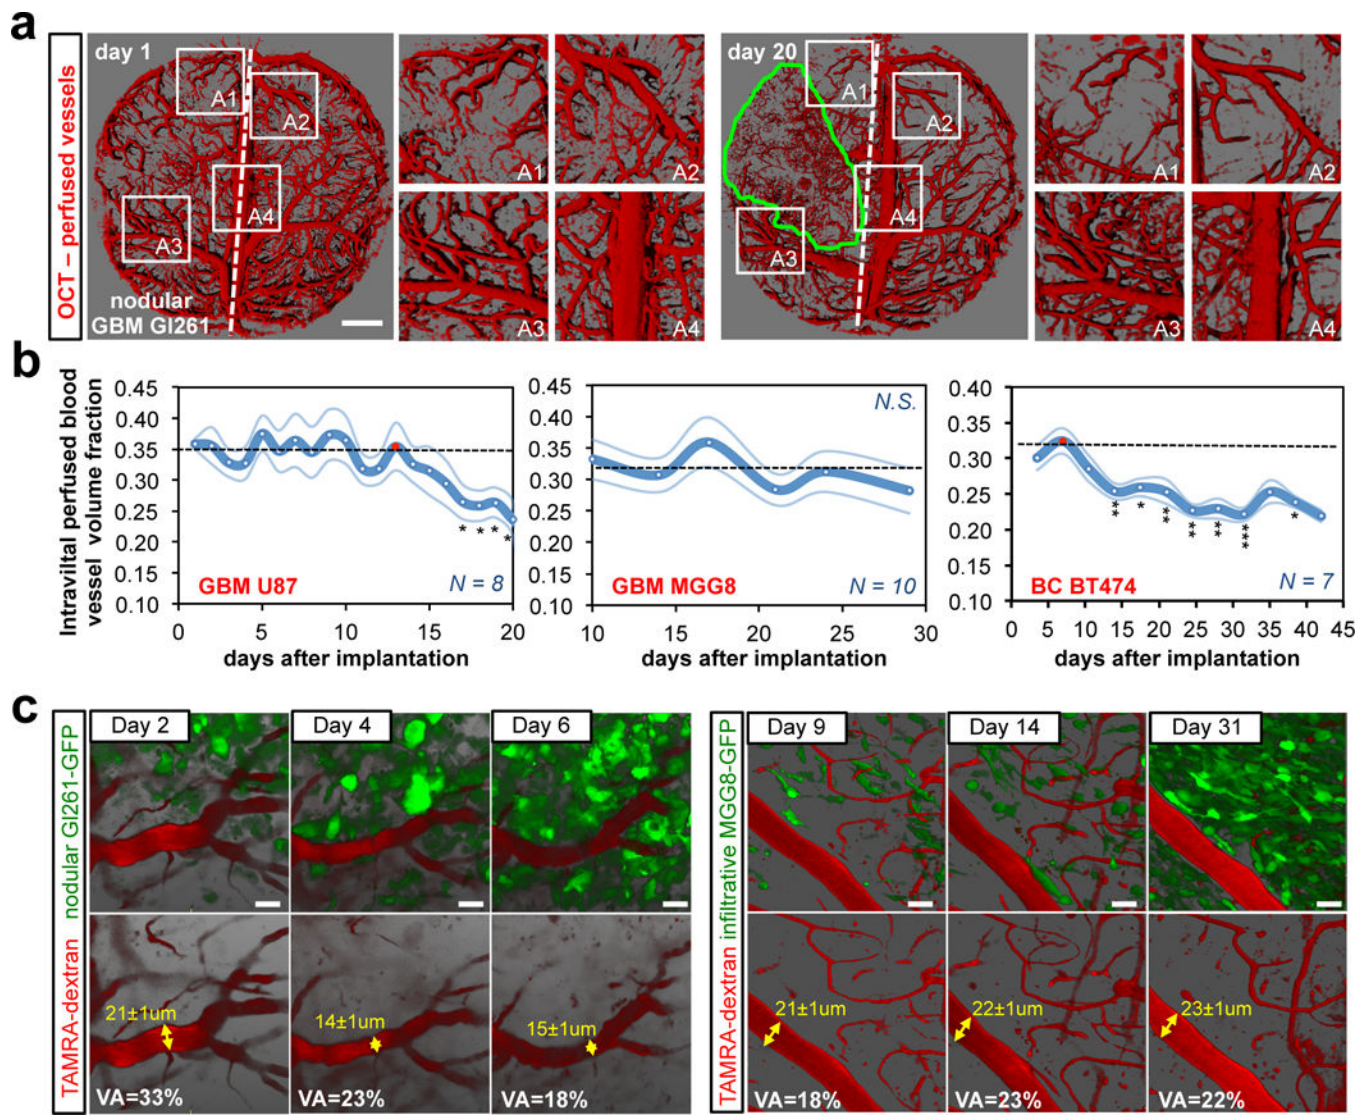 a
OCT – perfused vessels
day 1
A1
A2
A3
A4
nodular
GBM Gl261
A1
A2
A3
A4
day 20
A1
A2
A3
A4
A1
A2
A3
A4
b
Intraviltal perfused blood
vessel volume fraction
0.45
0.40
0.35
0.30
0.25
0.20
0.15
0.10
* * * *
GBM U87
N = 8
0 5 10 15 20
days after implantation
0.45
0.40
0.35
0.30
0.25
0.20
0.15
0.10
N.S.
GBM MGG8
N = 10
10 15 20 25 30
days after implantation
0.40
0.35
0.30
0.25
0.20
0.15
0.10
** * ** ** ** *** *
BC BT474
N = 7
0 5 10 15 20 25 30 35 40 45
days after implantation
c
TAMRA-dextran nodular Gl261-GFP
Day 2
Day 4
Day 6
21±1um
14±1um
15±1um
VA=33%
VA=23%
VA=18%
TAMRA-dextran infiltrative MGG8-GFP
Day 9
Day 14
Day 31
21±1um
22±1um
23±1um
VA=18%
VA=23%
VA=22%